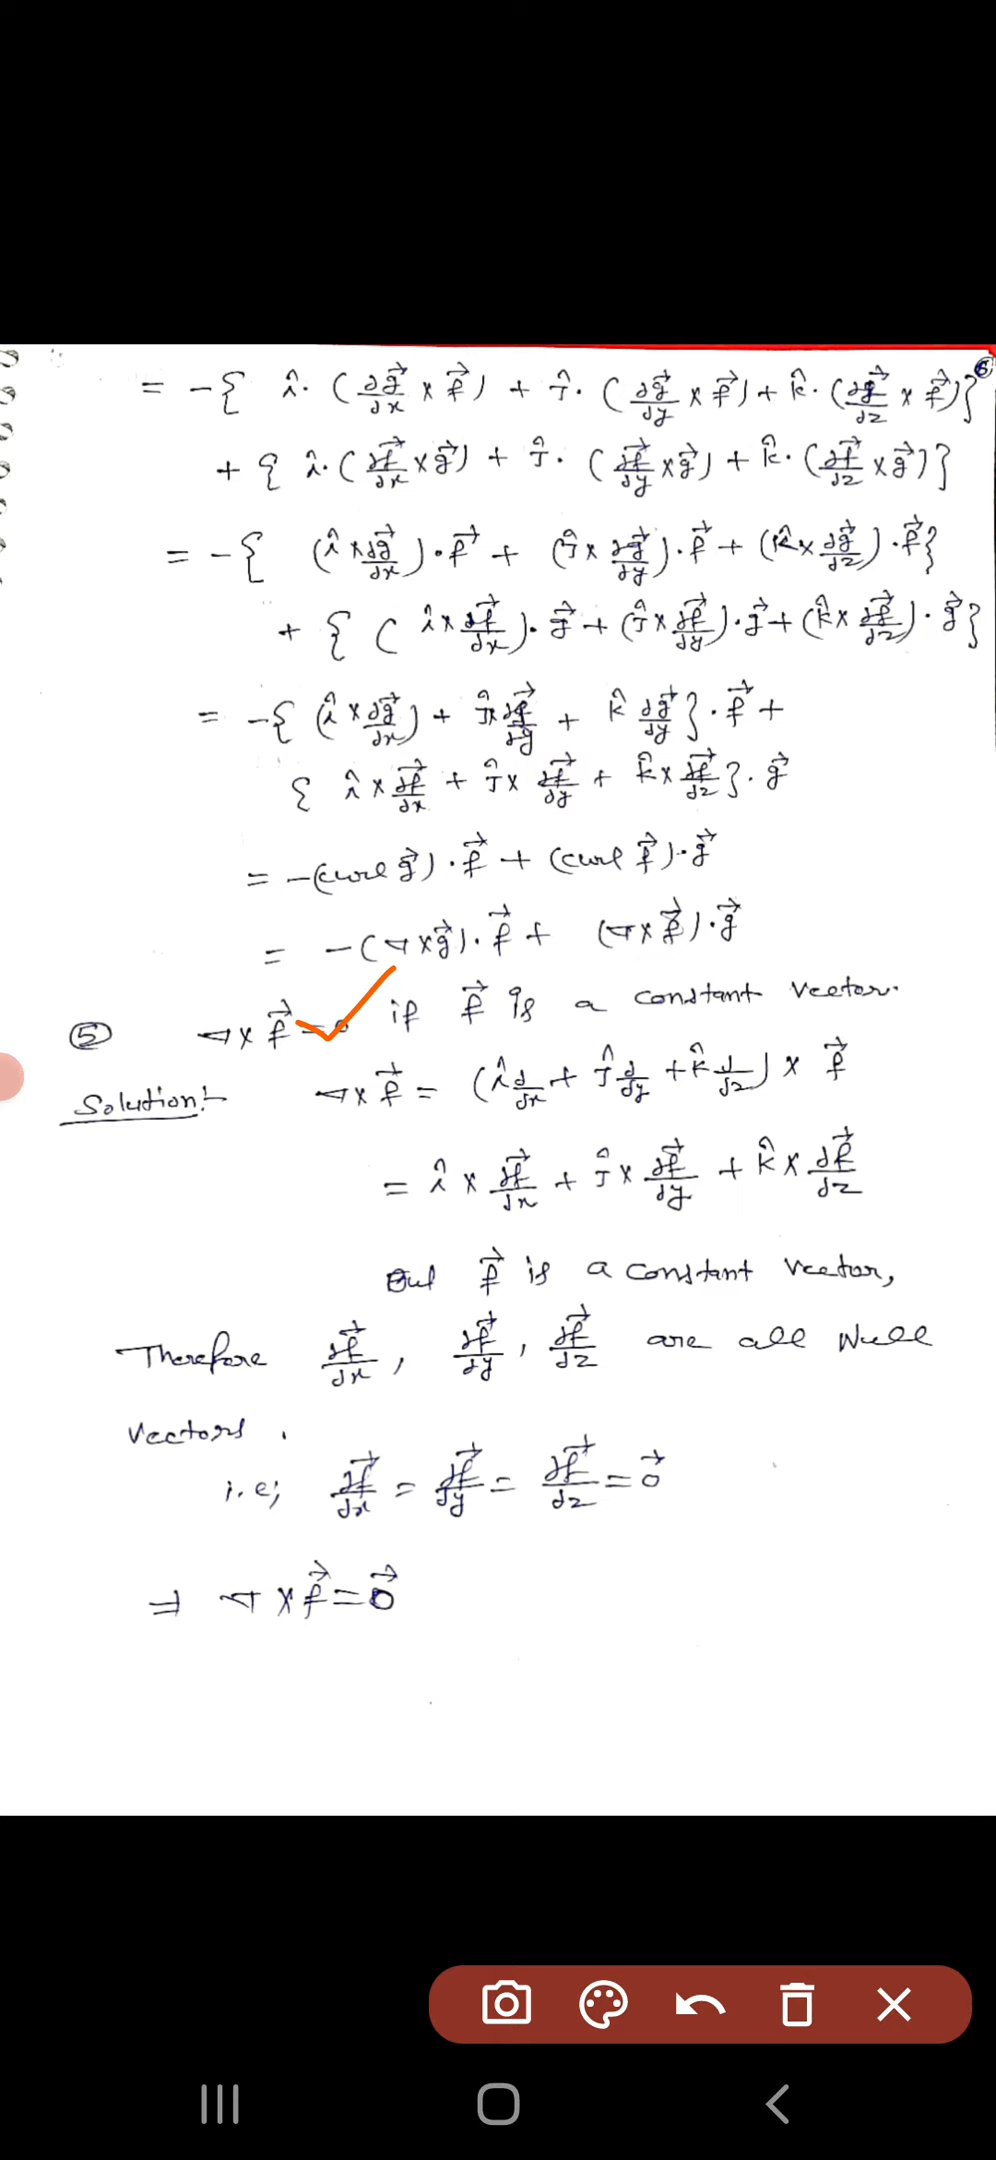 6
= -{ î·(∂g⃗/∂x × f⃗) + ĵ·(∂g⃗/∂y × f⃗) + k̂·(∂g⃗/∂z × f⃗)}
+ { î·(∂f⃗/∂x × g⃗) + ĵ·(∂f⃗/∂y × g⃗) + k̂·(∂f⃗/∂z × g⃗)}
= -{ (î × ∂g⃗/∂x)·f⃗ + (ĵ × ∂g⃗/∂y)·f⃗ + (k̂ × ∂g⃗/∂z)·f⃗}
+ { ( î × ∂f⃗/∂x)·g⃗ + (ĵ × ∂f⃗/∂y)·g⃗ + (k̂ × ∂f⃗/∂z)·g⃗}
= -{ (î × ∂g⃗/∂x) + ĵ × ∂g⃗/∂y + k̂ ∂g⃗/∂y }·f⃗ +
{ î × ∂f⃗/∂x + ĵ × ∂f⃗/∂y + k̂ × ∂f⃗/∂z }·g⃗
= -(curl g⃗)·f⃗ + (curl f⃗)·g⃗
= -(∇ × g⃗)·f⃗ + (∇ × f⃗)·g⃗
⑤ ∇ × f⃗ = 0 if f⃗ is a constant vector.
Solution:- ∇ × f⃗ = (î ∂/∂x + ĵ ∂/∂y + k̂ ∂/∂z) × f⃗
= î × ∂f⃗/∂x + ĵ × ∂f⃗/∂y + k̂ × ∂f⃗/∂z
But f⃗ is a constant vector,
Therefore ∂f⃗/∂x, ∂f⃗/∂y, ∂f⃗/∂z are all Null
vectors.
i.e; ∂f⃗/∂x = ∂f⃗/∂y = ∂f⃗/∂z = 0⃗
⇒ ∇ × f⃗ = 0⃗